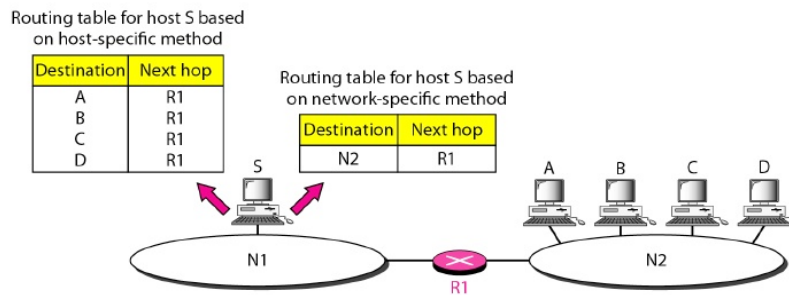 Routing table for host S based
on host-specific method
Destination Next hop
A R1
B R1
C R1
D R1
Routing table for host S based
on network-specific method
Destination Next hop
N2 R1
S
A B C D
N1
N2
R1